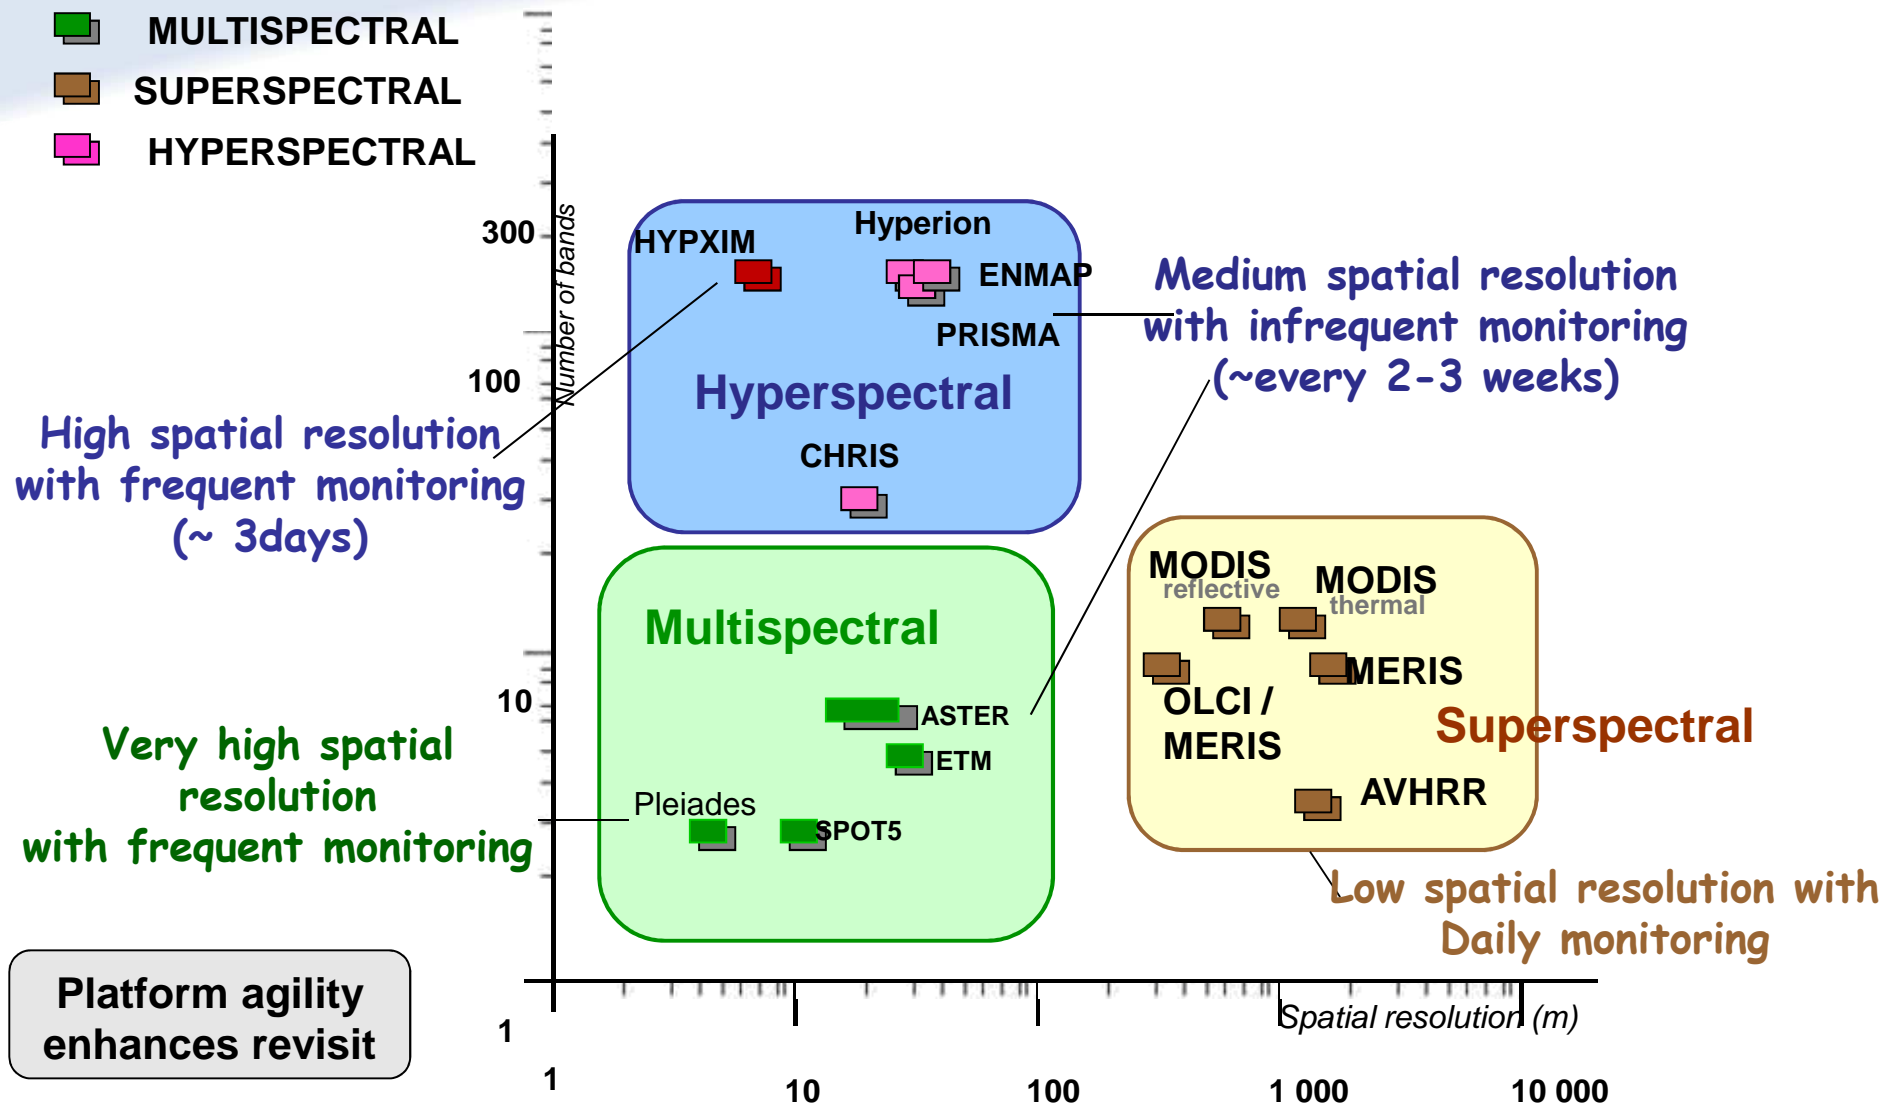 MULTISPECTRAL
SUPERSPECTRAL
HYPERSPECTRAL
Number of bands
300
100
10
1
HYPXIM
Hyperion
ENMAP
PRISMA
Hyperspectral
CHRIS
Medium spatial resolution
with infrequent monitoring
(~every 2-3 weeks)
High spatial resolution
with frequent monitoring
(~ 3days)
Multispectral
ASTER
ETM
Pleiades
SPOT5
MODIS
reflective
MODIS
thermal
MERIS
OLCI /
MERIS
Superspectral
AVHRR
Very high spatial
resolution
with frequent monitoring
Low spatial resolution with
Daily monitoring
Platform agility
enhances revisit
Spatial resolution (m)
1
10
100
1 000
10 000